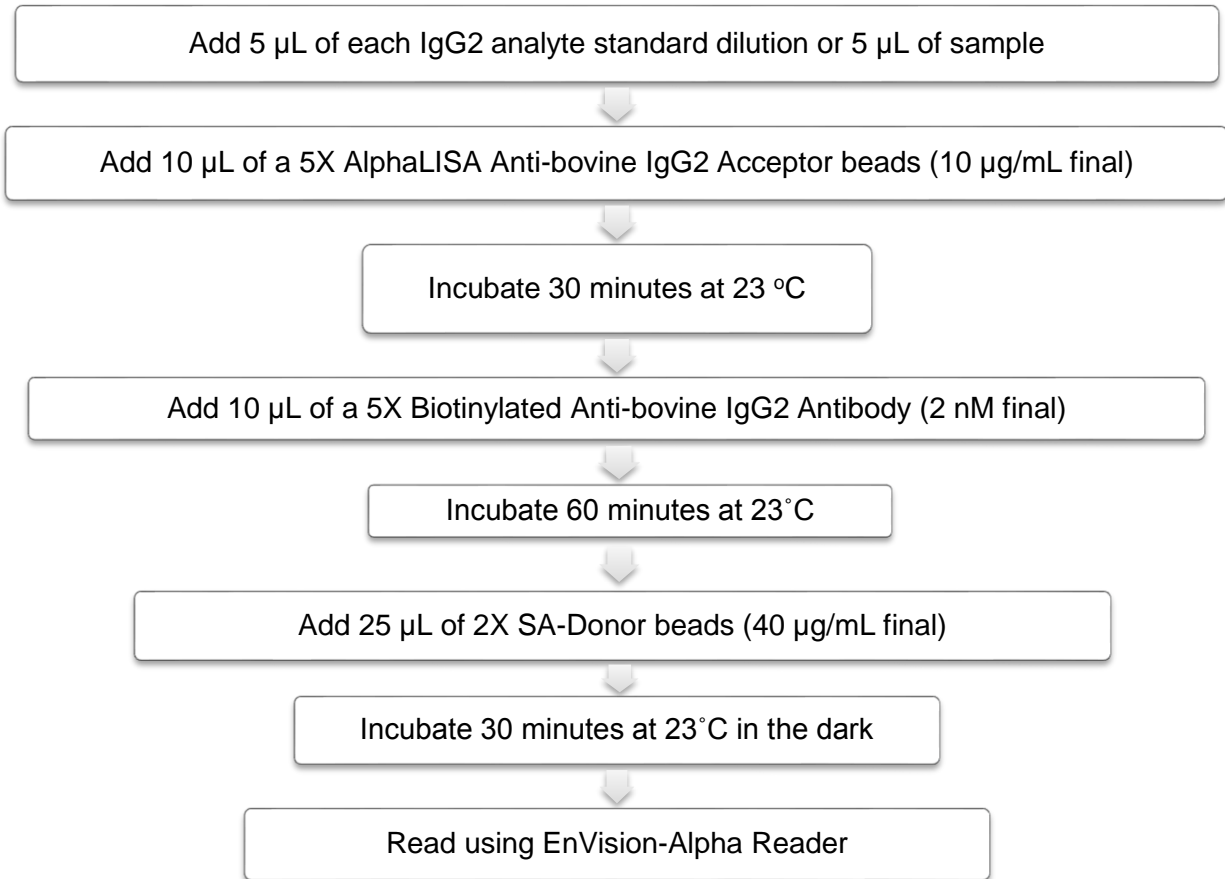 Add 5 µL of each IgG2 analyte standard dilution or 5 µL of sample
Add 10 µL of a 5X AlphaLISA Anti-bovine IgG2 Acceptor beads (10 µg/mL final)
Incubate 30 minutes at 23 ºC
Add 10 µL of a 5X Biotinylated Anti-bovine IgG2 Antibody (2 nM final)
Incubate 60 minutes at 23˚C
Add 25 µL of 2X SA-Donor beads (40 µg/mL final)
Incubate 30 minutes at 23˚C in the dark
Read using EnVision-Alpha Reader